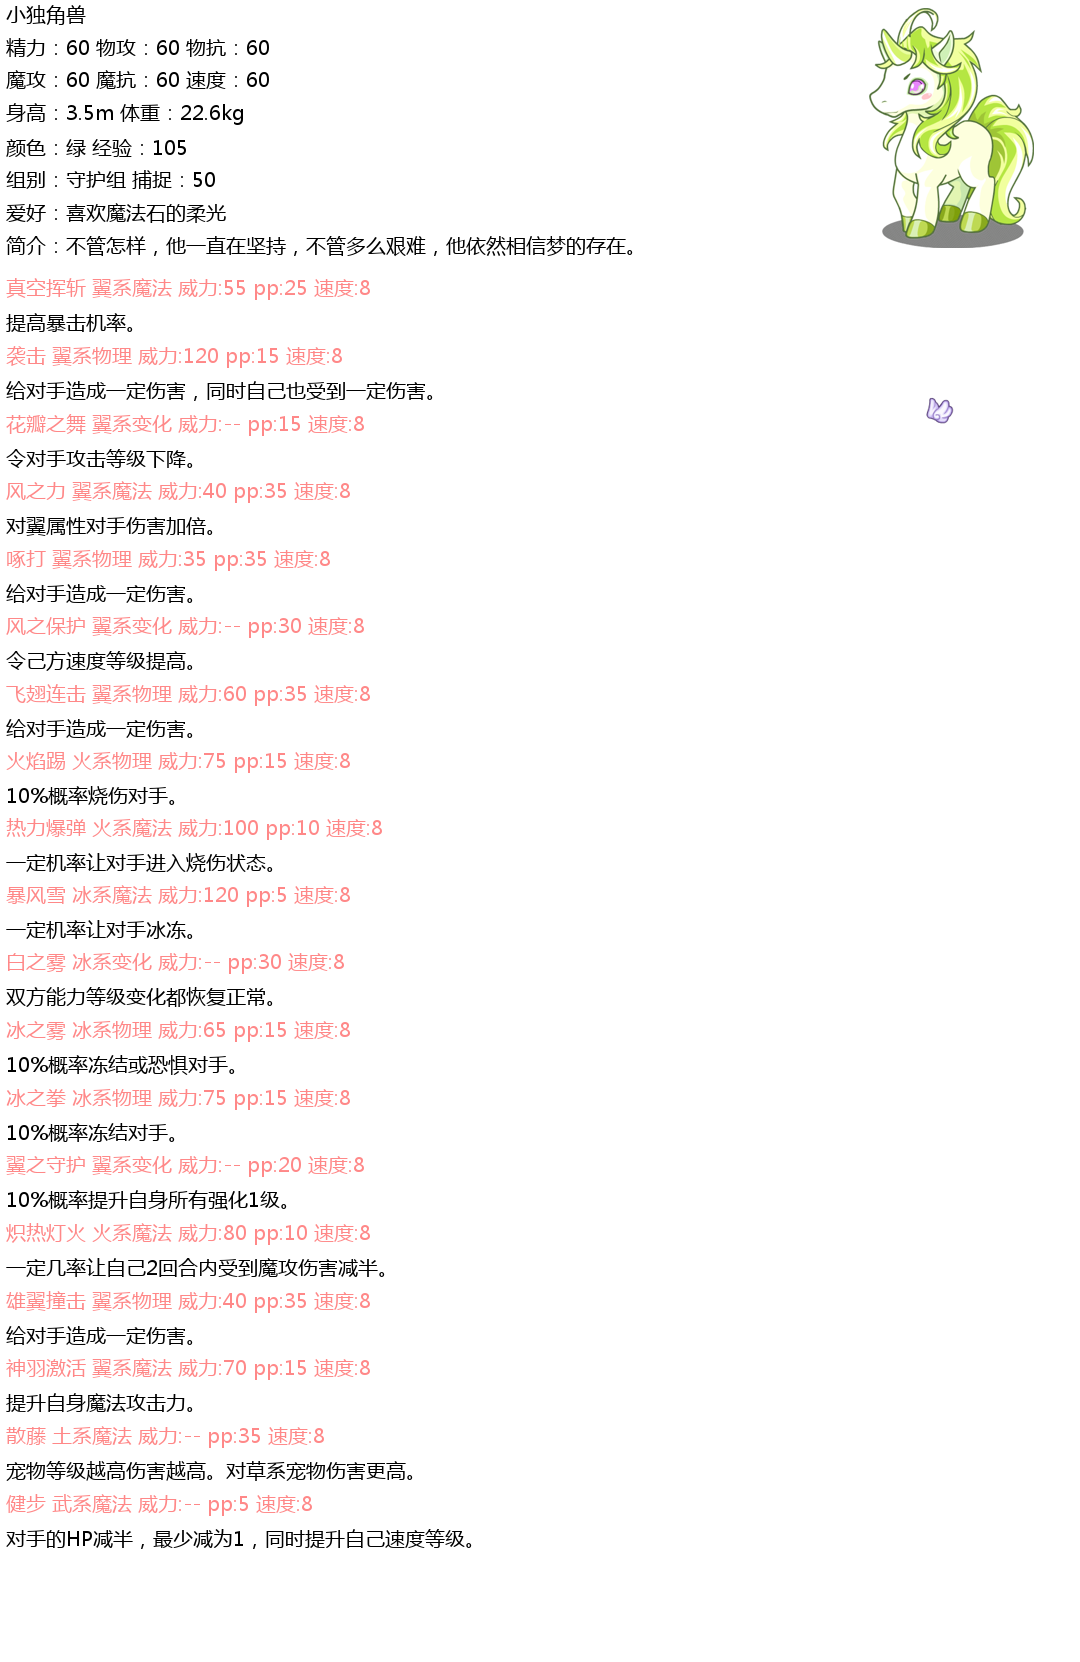 小独角兽
精力：60 物攻：60 物抗：60
魔攻：60 魔抗：60 速度：60
身高：3.5m 体重：22.6kg
颜色：绿 经验：105
组别：守护组 捕捉：50
爱好：喜欢魔法石的柔光
简介：不管怎样，他一直在坚持，不管多么艰难，他依然相信梦的存在。
真空挥斩 翼系魔法 威力:55 pp:25 速度:8
提高暴击机率。
袭击 翼系物理 威力:120 pp:15 速度:8
给对手造成一定伤害，同时自己也受到一定伤害。
花瓣之舞 翼系变化 威力:-- pp:15 速度:8
令对手攻击等级下降。
风之力 翼系魔法 威力:40 pp:35 速度:8
对翼属性对手伤害加倍。
啄打 翼系物理 威力:35 pp:35 速度:8
给对手造成一定伤害。
风之保护 翼系变化 威力:-- pp:30 速度:8
令己方速度等级提高。
飞翅连击 翼系物理 威力:60 pp:35 速度:8
给对手造成一定伤害。
火焰踢 火系物理 威力:75 pp:15 速度:8
10%概率烧伤对手。
热力爆弹 火系魔法 威力:100 pp:10 速度:8
一定机率让对手进入烧伤状态。
暴风雪 冰系魔法 威力:120 pp:5 速度:8
一定机率让对手冰冻。
白之雾 冰系变化 威力:-- pp:30 速度:8
双方能力等级变化都恢复正常。
冰之雾 冰系物理 威力:65 pp:15 速度:8
10%概率冻结或恐惧对手。
冰之拳 冰系物理 威力:75 pp:15 速度:8
10%概率冻结对手。
翼之守护 翼系变化 威力:-- pp:20 速度:8
10%概率提升自身所有强化1级。
炽热灯火 火系魔法 威力:80 pp:10 速度:8
一定几率让自己2回合内受到魔攻伤害减半。
雄翼撞击 翼系物理 威力:40 pp:35 速度:8
给对手造成一定伤害。
神羽激活 翼系魔法 威力:70 pp:15 速度:8
提升自身魔法攻击力。
散藤 土系魔法 威力:-- pp:35 速度:8
宠物等级越高伤害越高。对草系宠物伤害更高。
健步 武系魔法 威力:-- pp:5 速度:8
对手的HP减半，最少减为1，同时提升自己速度等级。